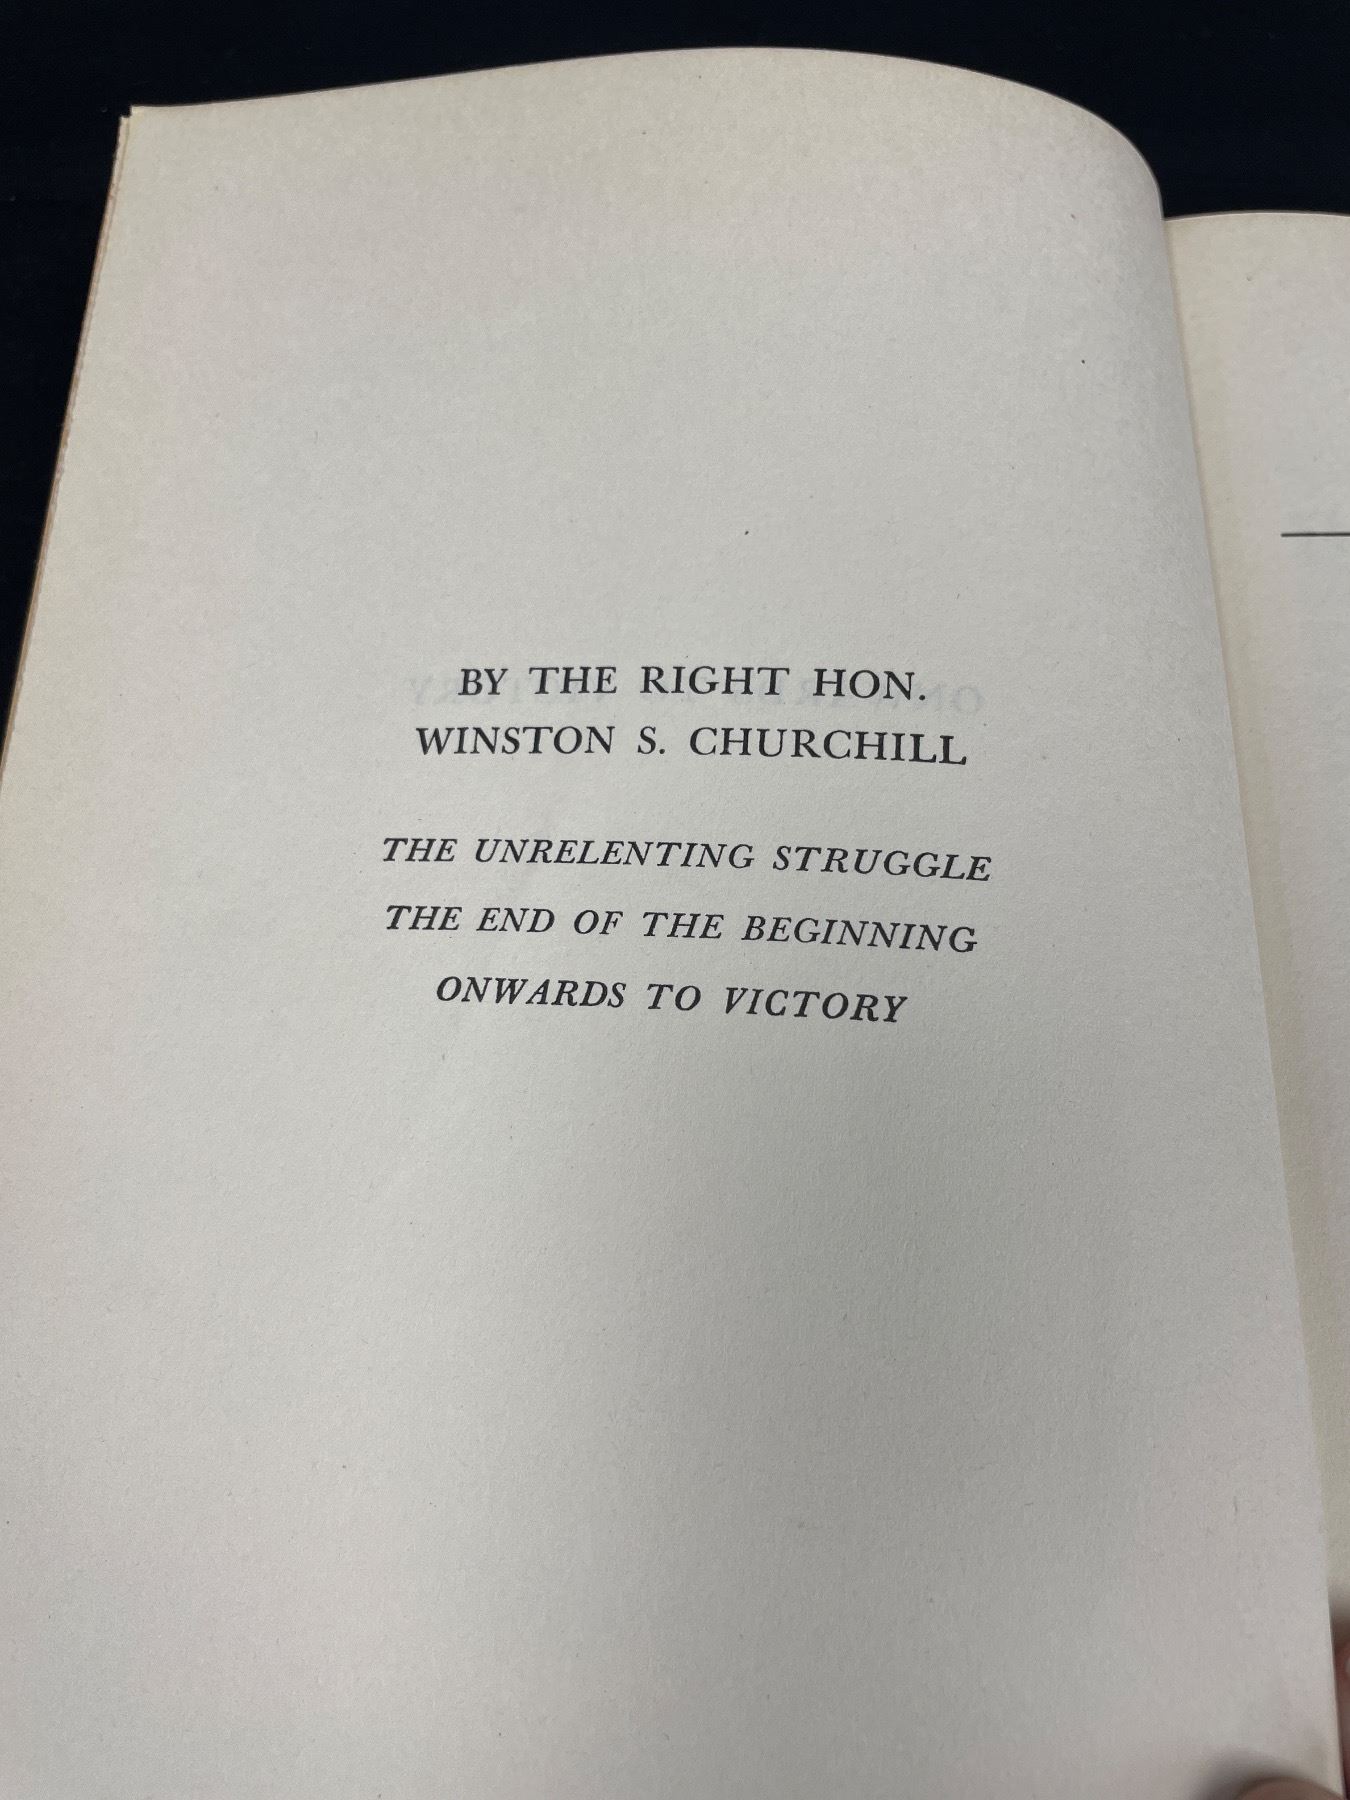 BY THE RIGHT HON.
WINSTON S. CHURCHILL
THE UNRELENTING STRUGGLE
THE END OF THE BEGINNING
ONWARDS TO VICTORY